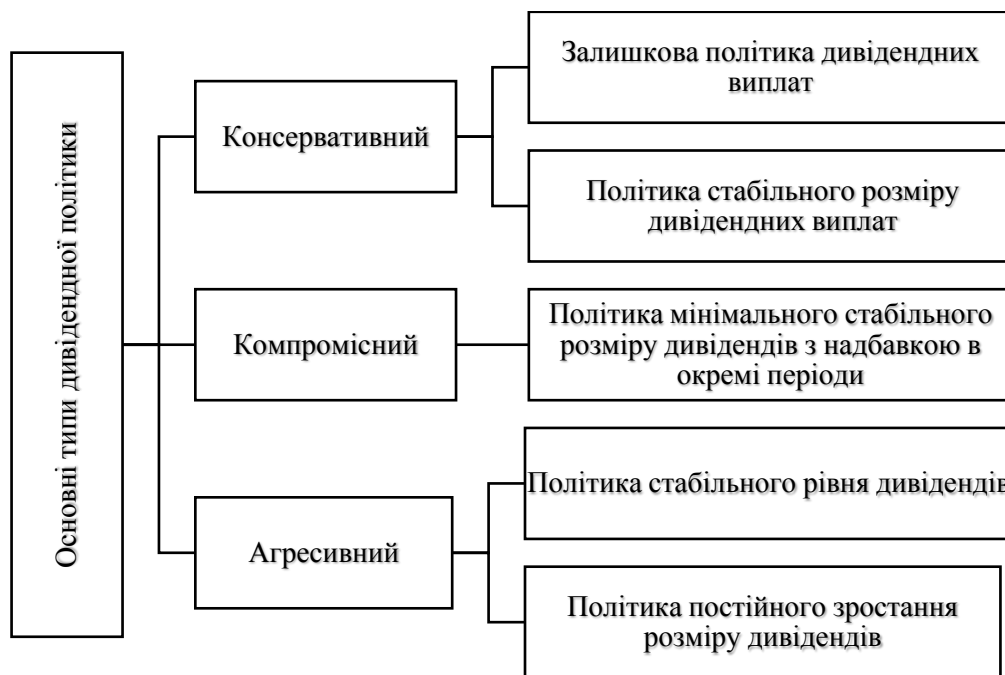 Основні типи дивідендної політики
Консервативний
Залишкова політика дивідендних
виплат
Політика стабільного розміру
дивідендних виплат
Компромісний
Політика мінімального стабільного
розміру дивідендів з надбавкою в
окремі періоди
Агресивний
Політика стабільного рівня дивідендів
Політика постійного зростання
розміру дивідендів